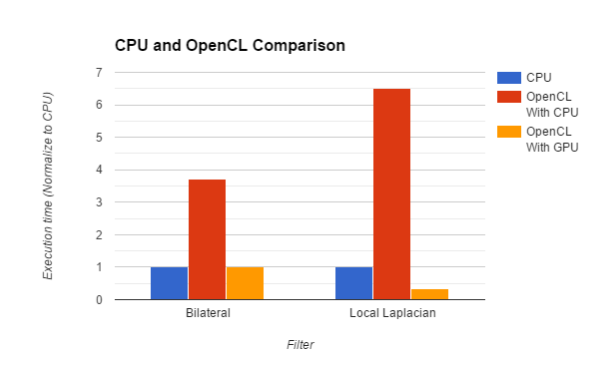 CPU and OpenCL Comparison
Execution time (Normalize to CPU)
7
6
5
4
3
2
1
0
Bilateral
Local Laplacian
Filter
CPU
OpenCL
With CPU
OpenCL
With GPU